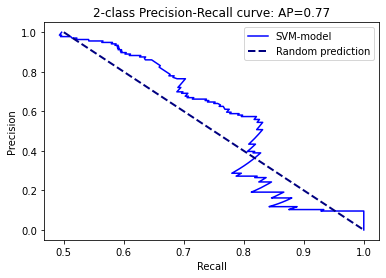 2-class Precision-Recall curve: AP=0.77
SVM-model
Random prediction
1.0
0.8
0.6
0.4
0.2
0.0
Precision
0.5
0.6
0.7
0.8
0.9
1.0
Recall